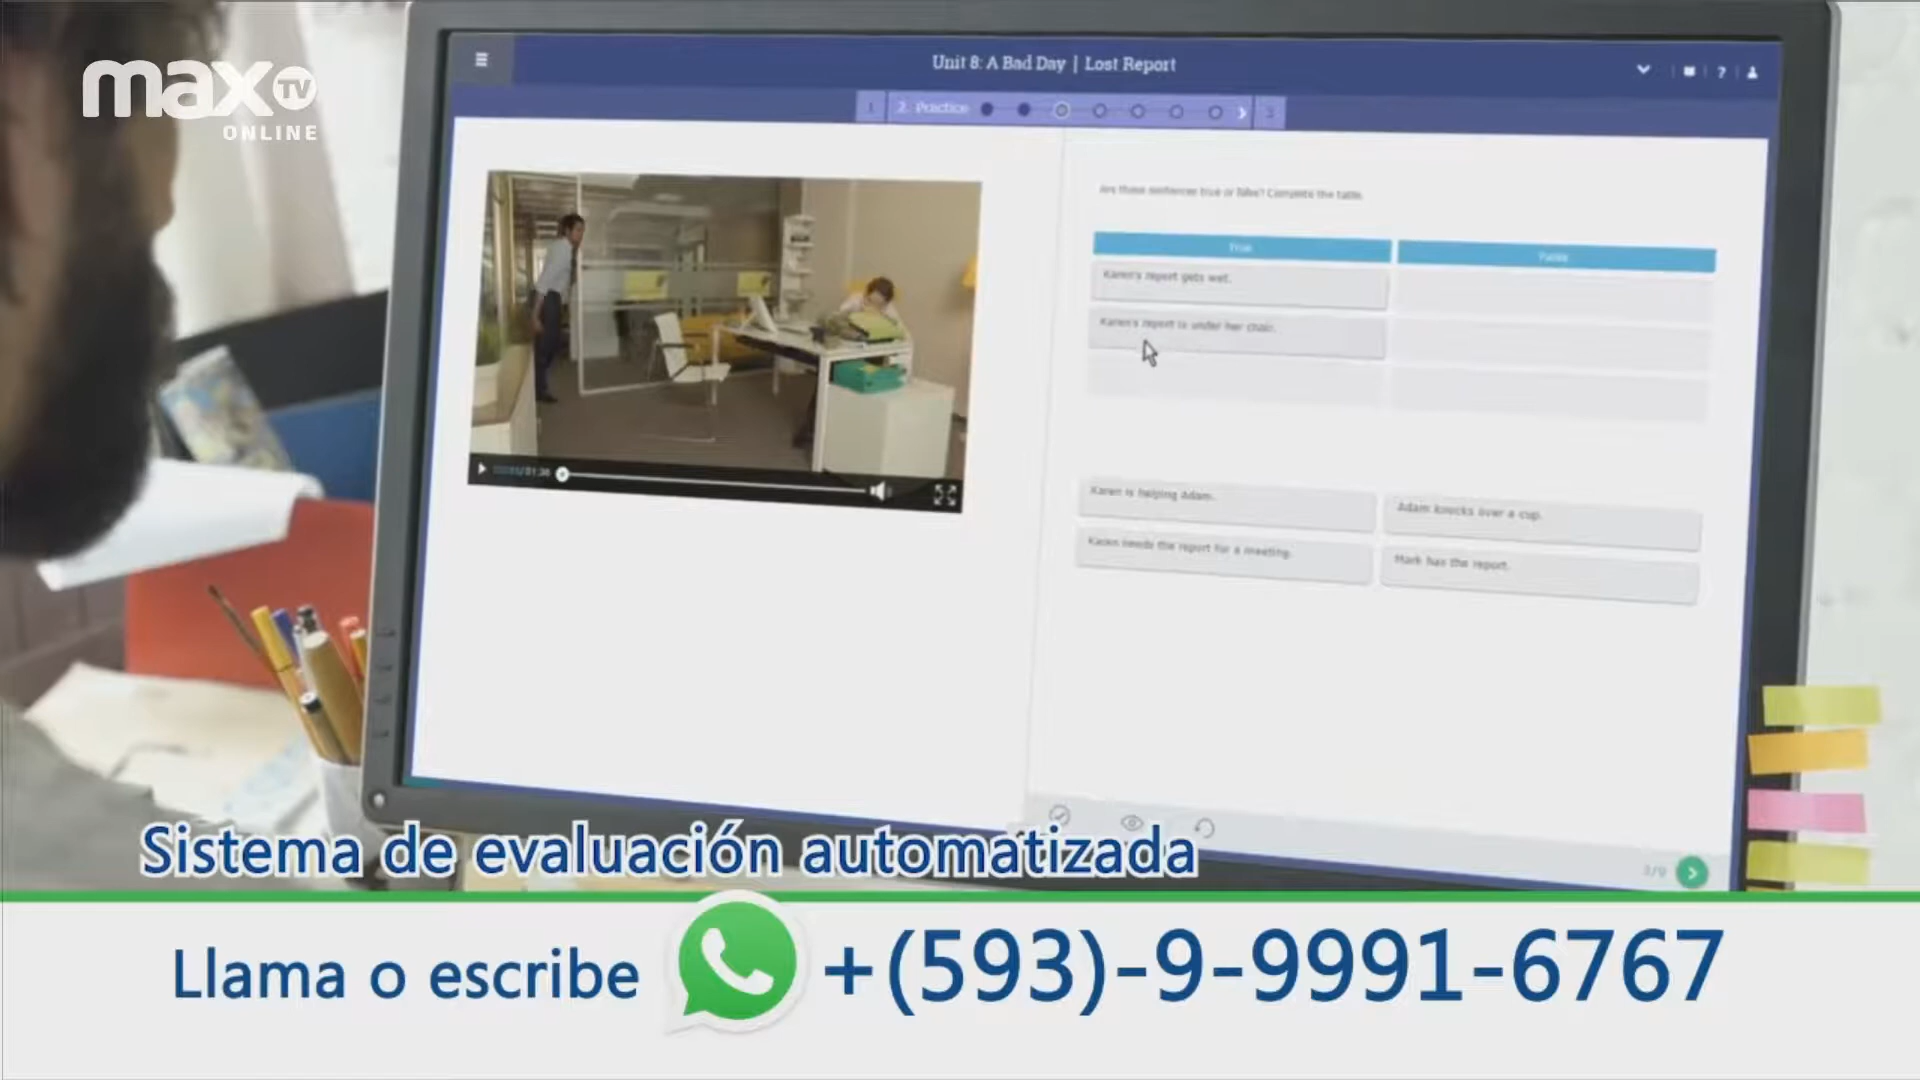 max TV
ONLINE
Unit 8: A Bad Day | Lost Report
?
1
2. Practice
3
Are these sentences true or false? Complete the table.
True
False
Karen's report gets wet.
Karen's report is under her chair.
Karen is helping Adam.
Adam knocks over a cup.
Karen needs the report for a meeting.
Mark has the report.
Sistema de evaluación automatizada
Llama o escribe
+(593)-9-9991-6767